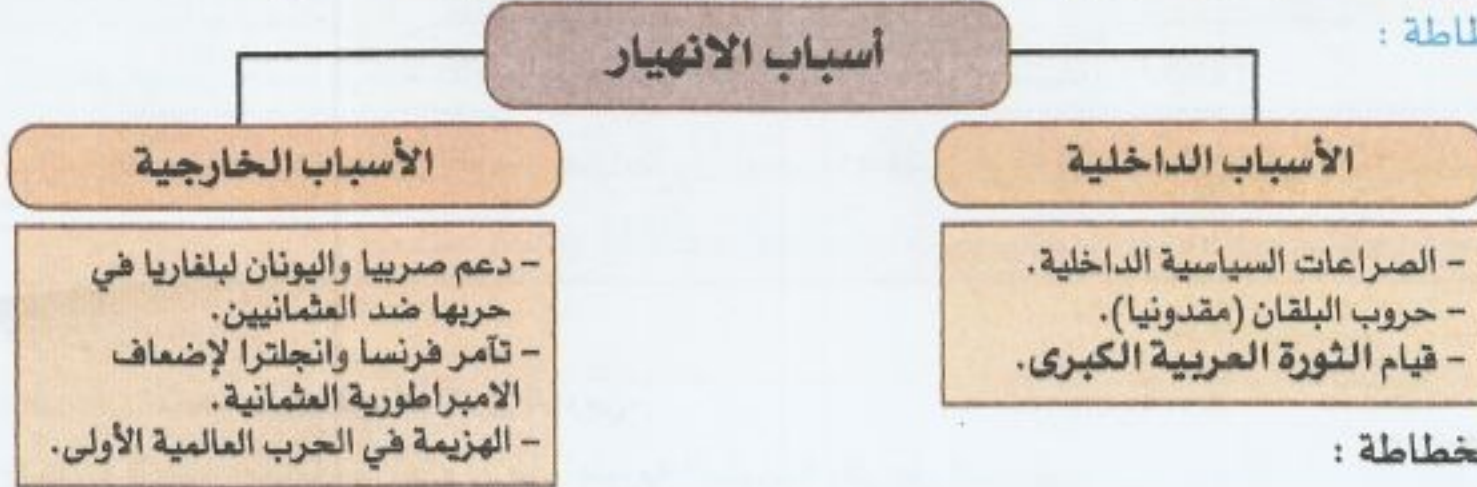 طاطة :
أسباب الانهيار
الأسباب الداخلية
- الصراعات السياسية الداخلية.
- حروب البلقان (مقدونيا).
- قيام الثورة العربية الكبرى.
الأسباب الخارجية
- دعم صربيا واليونان لبلغاريا في
حربها ضد العثمانيين.
- تآمر فرنسا وانجلترا لإضعاف
الامبراطورية العثمانية.
- الهزيمة في الحرب العالمية الأولى.
خطاطة :